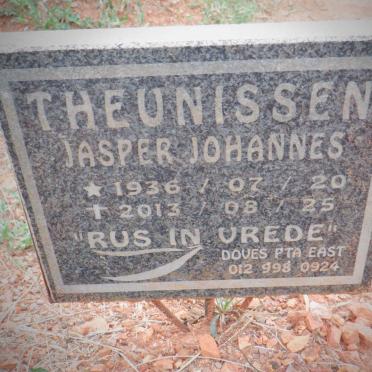 THEUNISSEN
JASPER JOHANNES
★ 1936 / 07 / 20
✝ 2013 / 08 / 25
"RUS IN VREDE"
DOVES PTA EAST
012 998 0924